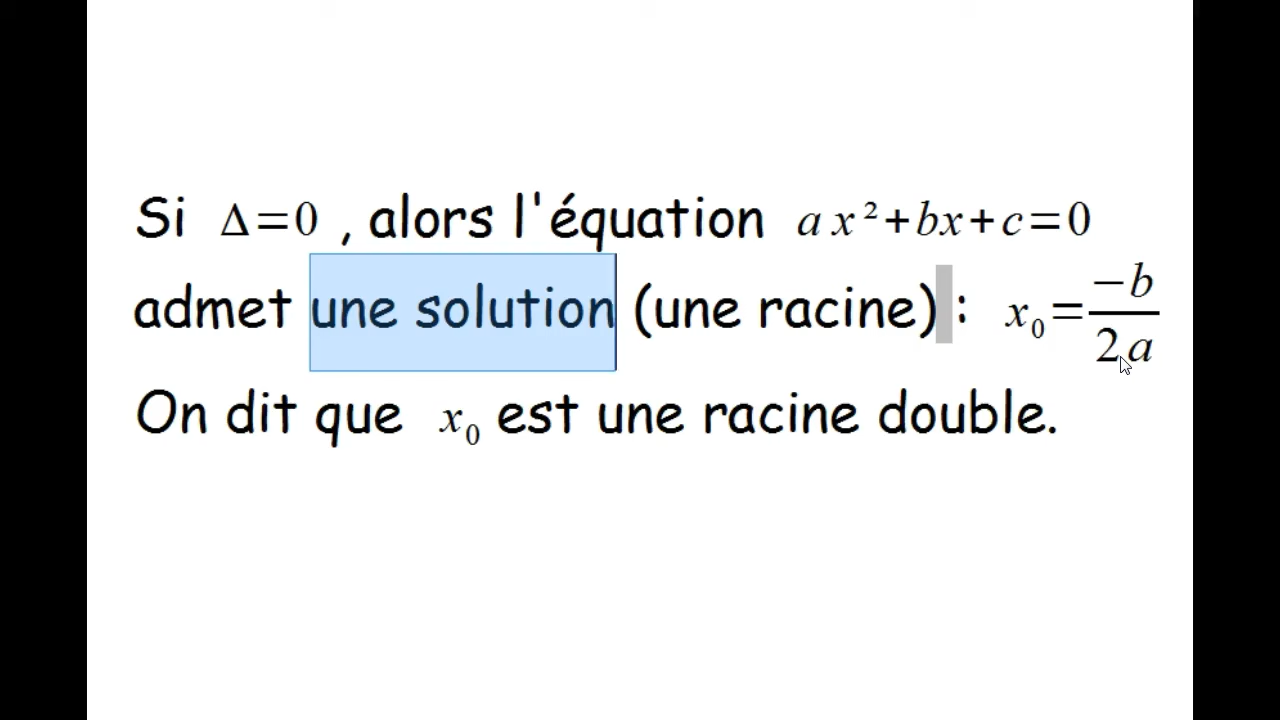 Si Δ=0 , alors l'équation a x²+bx+c=0
admet une solution (une racine) : x₀=−b/2a
On dit que x₀ est une racine double.